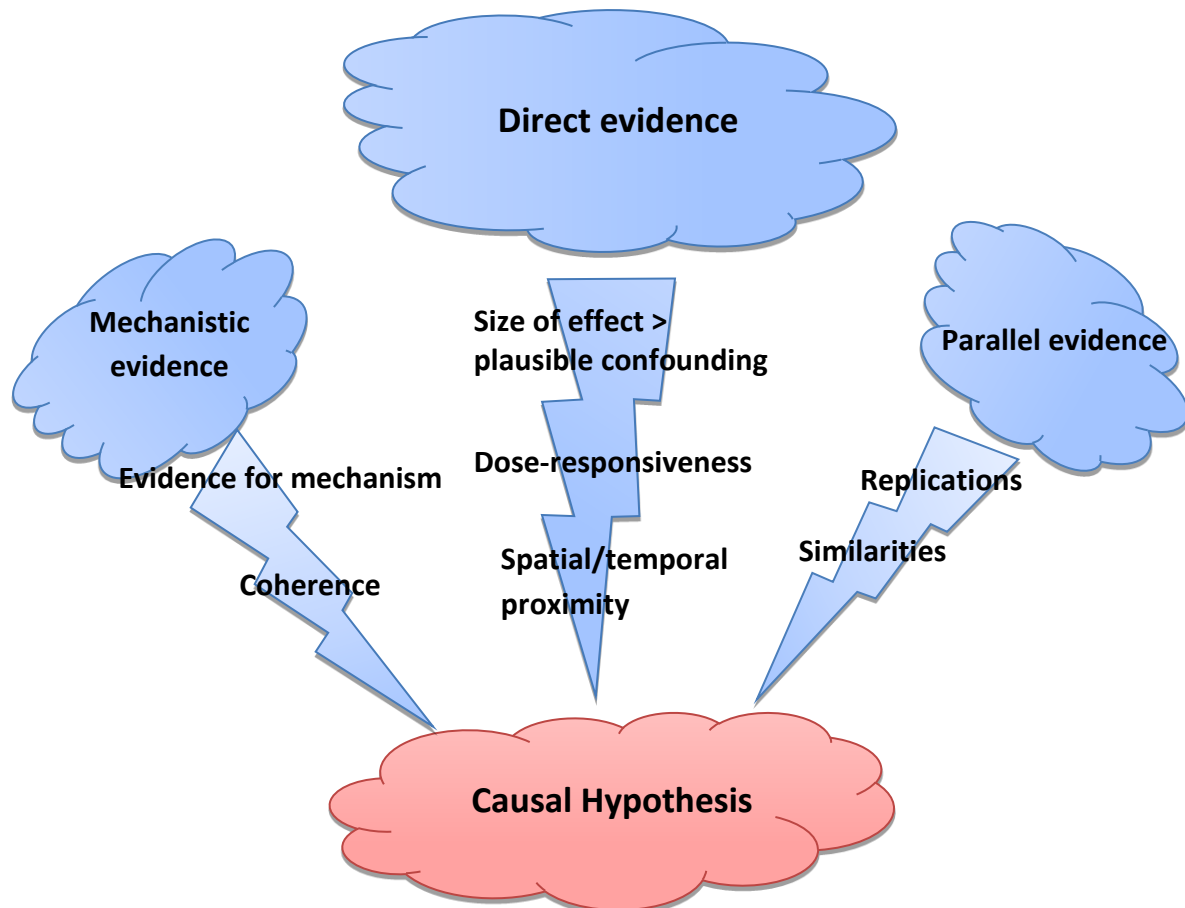 Direct evidence
Mechanistic
evidence
Size of effect >
plausible confounding
Parallel evidence
Evidence for mechanism
Dose-responsiveness
Replications
Coherence
Spatial/temporal
proximity
Similarities
Causal Hypothesis